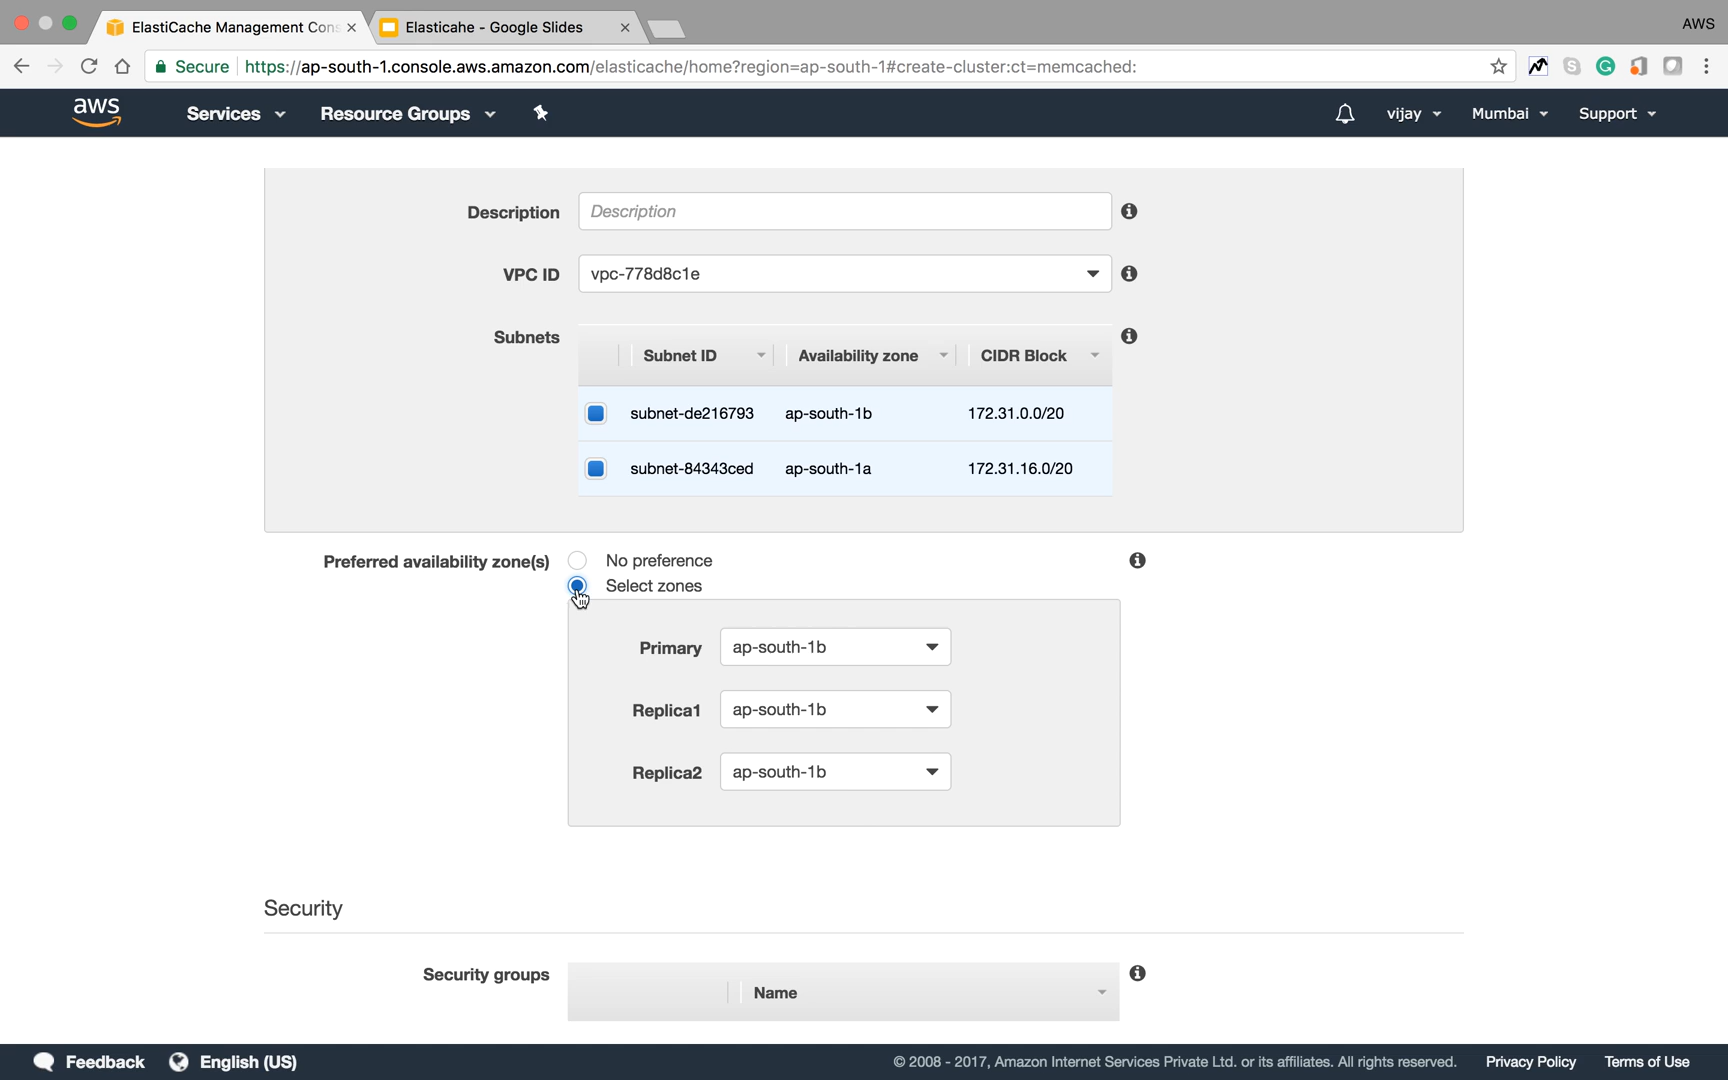 ElastiCache Management Con
Elasticahe - Google Slides
AWS
Secure
https://ap-south-1.console.aws.amazon.com/elasticache/home?region=ap-south-1#create-cluster:ct=memcached:
aws
Services
Resource Groups
vijay
Mumbai
Support
Description
Description
VPC ID
vpc-778d8c1e
Subnets
Subnet ID
Availability zone
CIDR Block
subnet-de216793
ap-south-1b
172.31.0.0/20
subnet-84343ced
ap-south-1a
172.31.16.0/20
Preferred availability zone(s)
No preference
Select zones
Primary
ap-south-1b
Replica1
ap-south-1b
Replica2
ap-south-1b
Security
Security groups
Name
Feedback
English (US)
© 2008 - 2017, Amazon Internet Services Private Ltd. or its affiliates. All rights reserved.
Privacy Policy
Terms of Use